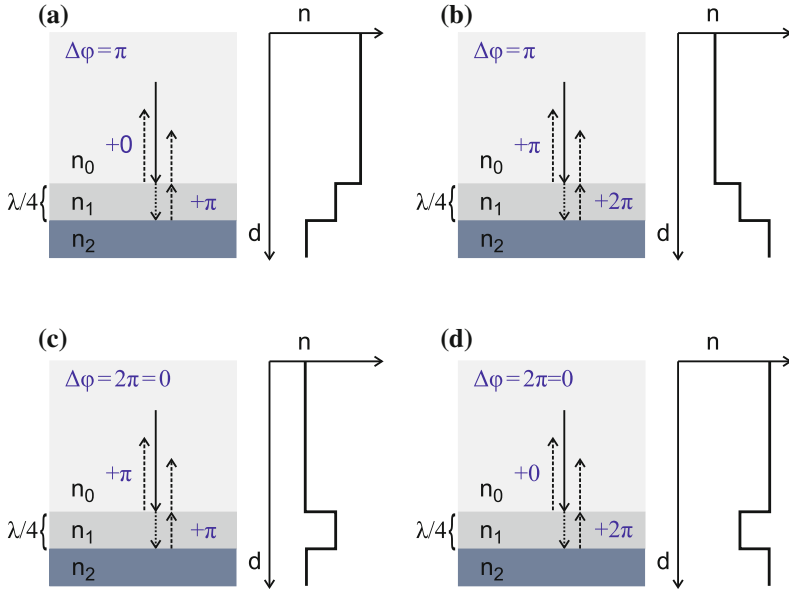 (a)
n
Δφ=π
+0
n₀
λ/4
n₁
+π
n₂
d
(b)
n
Δφ=π
+π
n₀
λ/4
n₁
+2π
n₂
d
(c)
n
Δφ=2π=0
+π
n₀
λ/4
n₁
+π
n₂
d
(d)
n
Δφ=2π=0
+0
n₀
λ/4
n₁
+2π
n₂
d